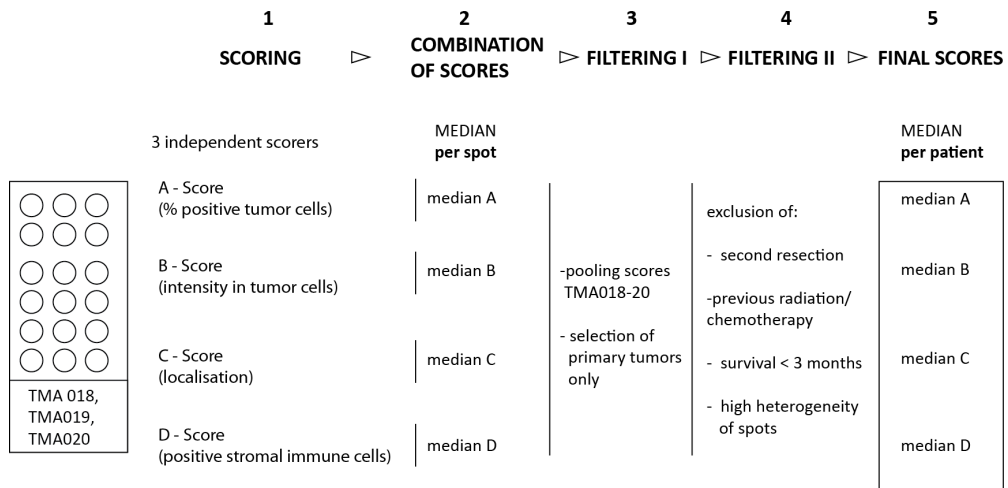 1
SCORING
2
COMBINATION
OF SCORES
3
FILTERING I
4
FILTERING II
5
FINAL SCORES
3 independent scorers
MEDIAN
per spot
MEDIAN
per patient
TMA 018,
TMA019,
TMA020
A - Score
(% positive tumor cells)
B - Score
(intensity in tumor cells)
C - Score
(localisation)
D - Score
(positive stromal immune cells)
median A
median B
median C
median D
-pooling scores
TMA018-20
- selection of
primary tumors
only
exclusion of:
- second resection
-previous radiation/
chemotherapy
- survival < 3 months
- high heterogeneity
of spots
median A
median B
median C
median D